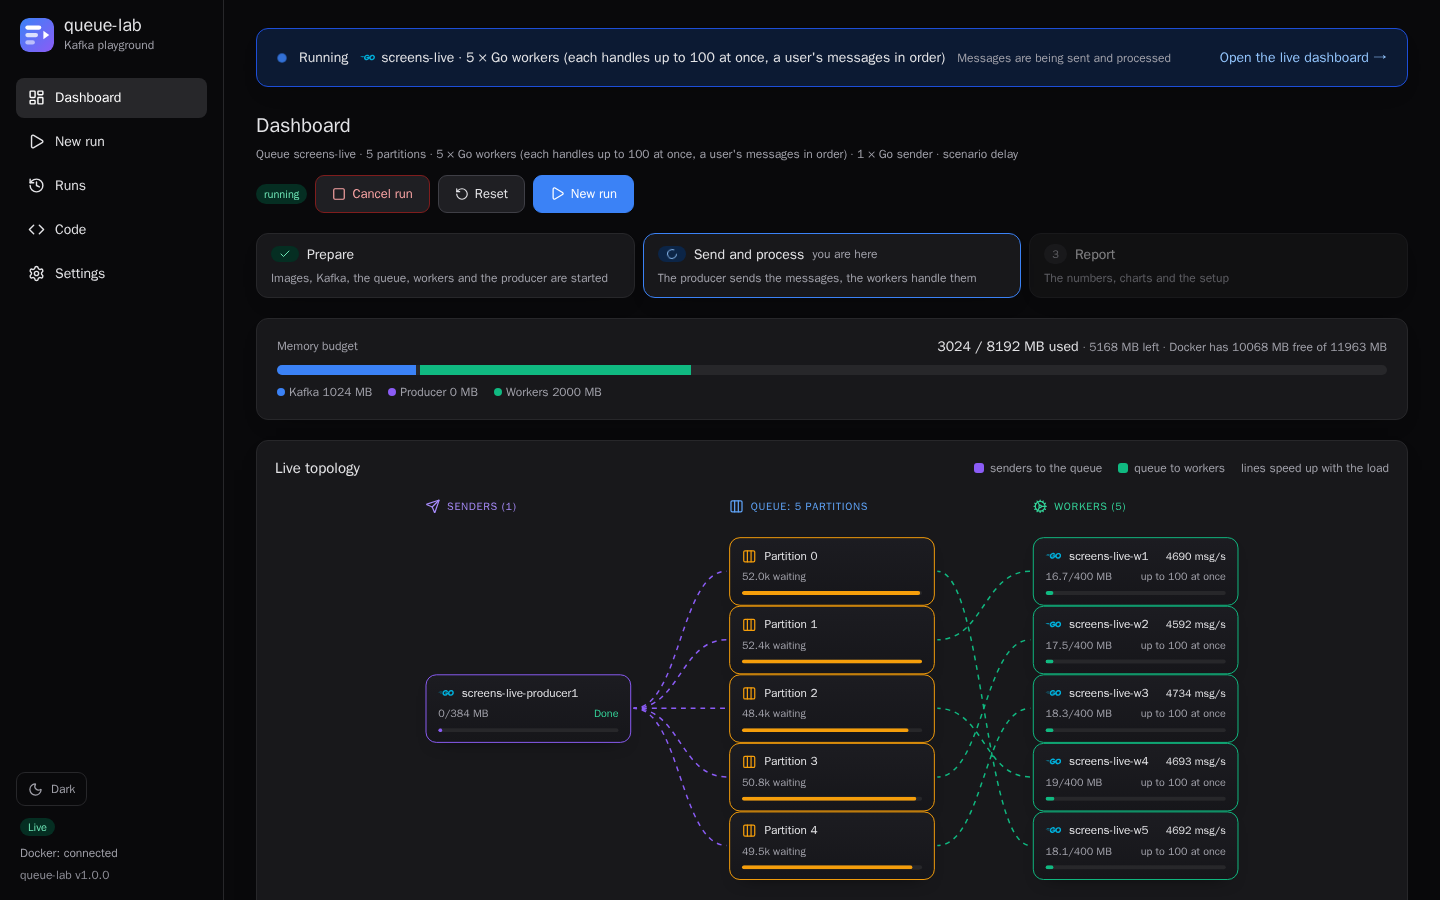 queue-lab
Kafka playground
Dashboard
New run
Runs
Code
Settings
Dark
Live
Docker: connected
queue-lab v1.0.0
Running GO screens-live · 5 × Go workers (each handles up to 100 at once, a user's messages in order) Messages are being sent and processed Open the live dashboard →
Dashboard
Queue screens-live · 5 partitions · 5 × Go workers (each handles up to 100 at once, a user's messages in order) · 1 × Go sender · scenario delay
running Cancel run Reset New run
Prepare
Images, Kafka, the queue, workers and the producer are started
Send and process you are here
The producer sends the messages, the workers handle them
3 Report
The numbers, charts and the setup
Memory budget 3024 / 8192 MB used · 5168 MB left · Docker has 10068 MB free of 11963 MB
Kafka 1024 MB Producer 0 MB Workers 2000 MB
Live topology senders to the queue queue to workers lines speed up with the load
SENDERS (1)
GO screens-live-producer1
0/384 MB Done
QUEUE: 5 PARTITIONS
Partition 0
52.0k waiting
Partition 1
52.4k waiting
Partition 2
48.4k waiting
Partition 3
50.8k waiting
Partition 4
49.5k waiting
WORKERS (5)
GO screens-live-w1 4690 msg/s
16.7/400 MB up to 100 at once
GO screens-live-w2 4592 msg/s
17.5/400 MB up to 100 at once
GO screens-live-w3 4734 msg/s
18.3/400 MB up to 100 at once
GO screens-live-w4 4693 msg/s
19/400 MB up to 100 at once
GO screens-live-w5 4692 msg/s
18.1/400 MB up to 100 at once